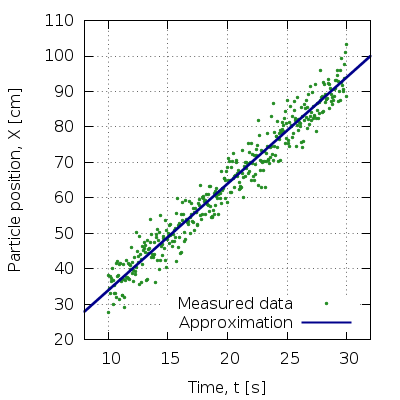 110
100
90
80
70
60
50
40
30
20
Particle position, X [cm]
Measured data
Approximation
10 15 20 25 30
Time, t [s]